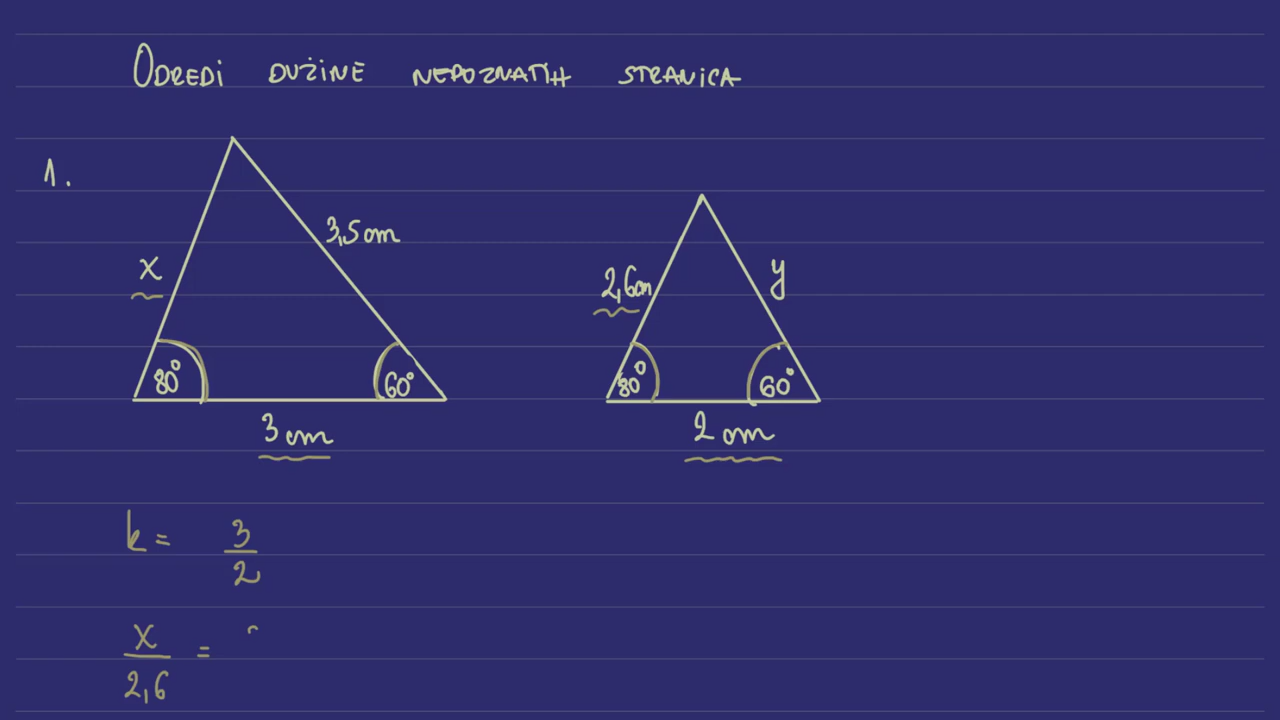 ODREDI DUŽINE NEPOZNATIH STRANICA
1.
x
3,5 cm
80°
60°
3 cm
2,6 cm
y
80°
60°
2 cm
k = 3/2
x/2,6 =